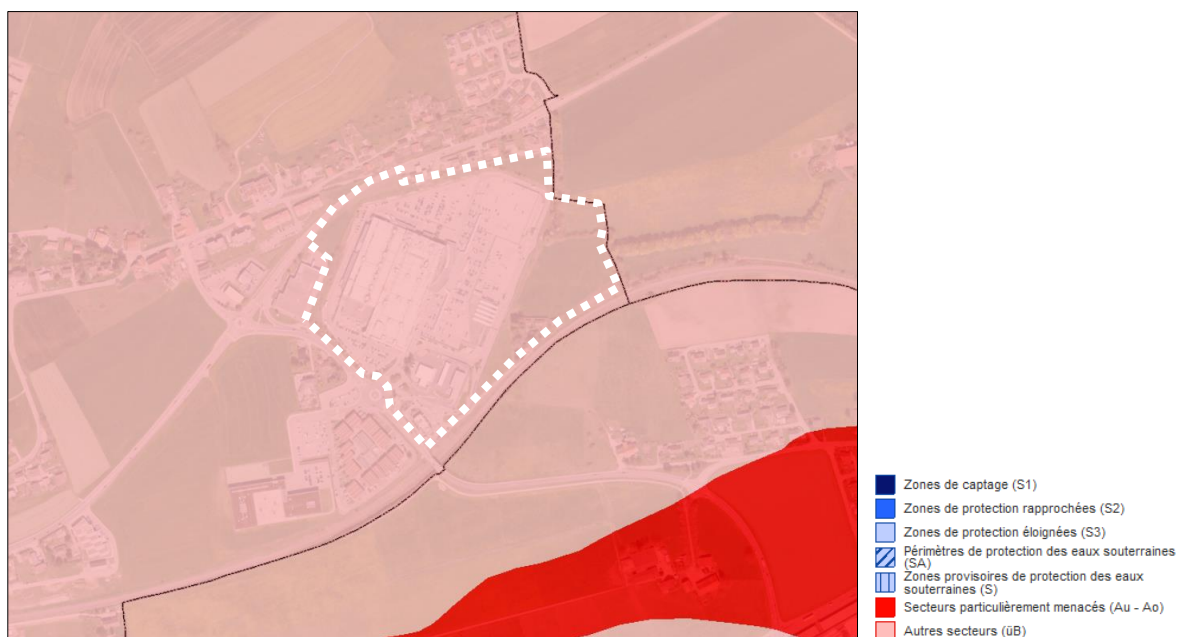 Zones de captage (S1)
Zones de protection rapprochées (S2)
Zones de protection éloignées (S3)
Périmètres de protection des eaux souterraines
(SA)
Zones provisoires de protection des eaux
souterraines (S)
Secteurs particulièrement menacés (Au - Ao)
Autres secteurs (üB)